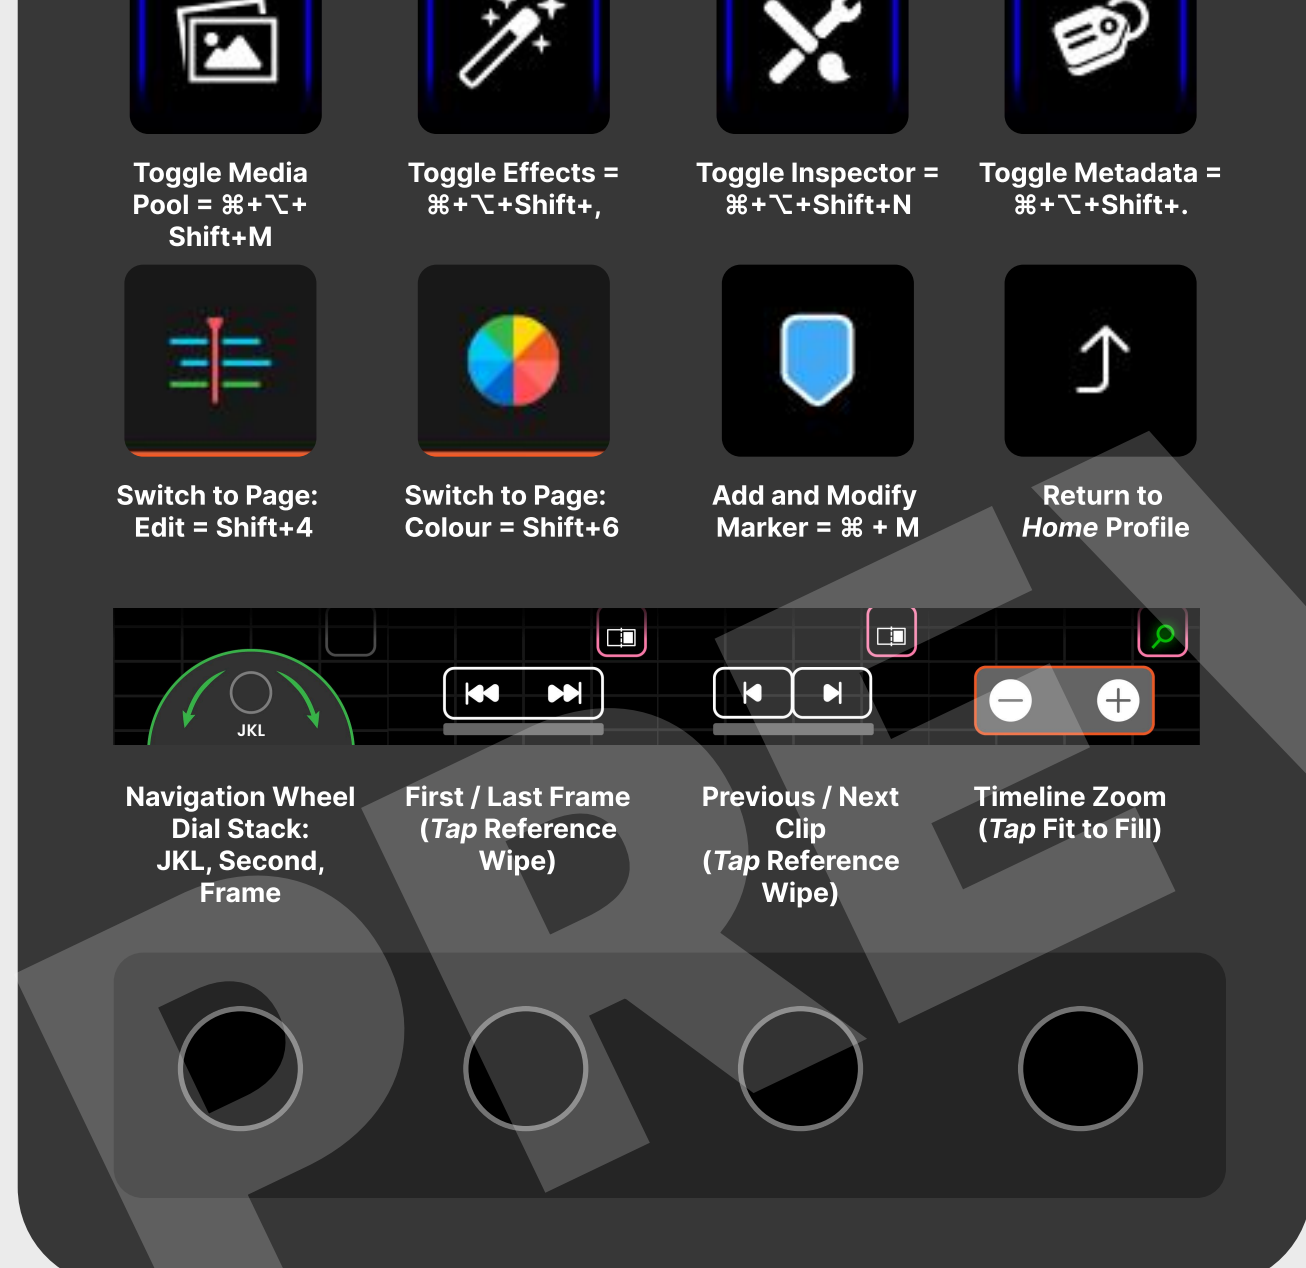 Toggle Media
Pool = ⌘+⌥+
Shift+M
Toggle Effects =
⌘+⌥+Shift+,
Toggle Inspector =
⌘+⌥+Shift+N
Toggle Metadata =
⌘+⌥+Shift+.
Switch to Page:
Edit = Shift+4
Switch to Page:
Colour = Shift+6
Add and Modify
Marker = ⌘ + M
Return to
Home Profile
JKL
Navigation Wheel
Dial Stack:
JKL, Second,
Frame
First / Last Frame
(Tap Reference
Wipe)
Previous / Next
Clip
(Tap Reference
Wipe)
Timeline Zoom
(Tap Fit to Fill)